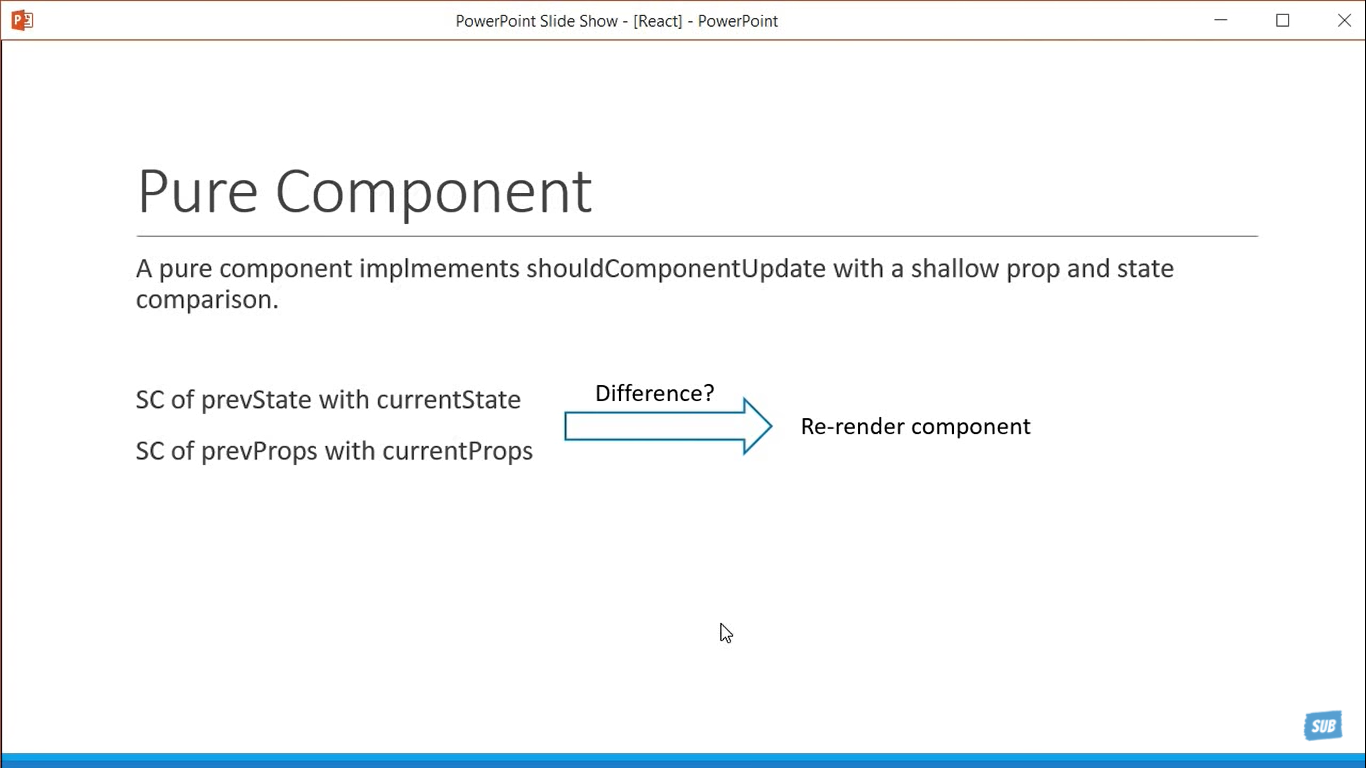 PowerPoint Slide Show - [React] - PowerPoint
Pure Component
A pure component implmements shouldComponentUpdate with a shallow prop and state
comparison.
SC of prevState with currentState
SC of prevProps with currentProps
Difference?
Re-render component
SUB